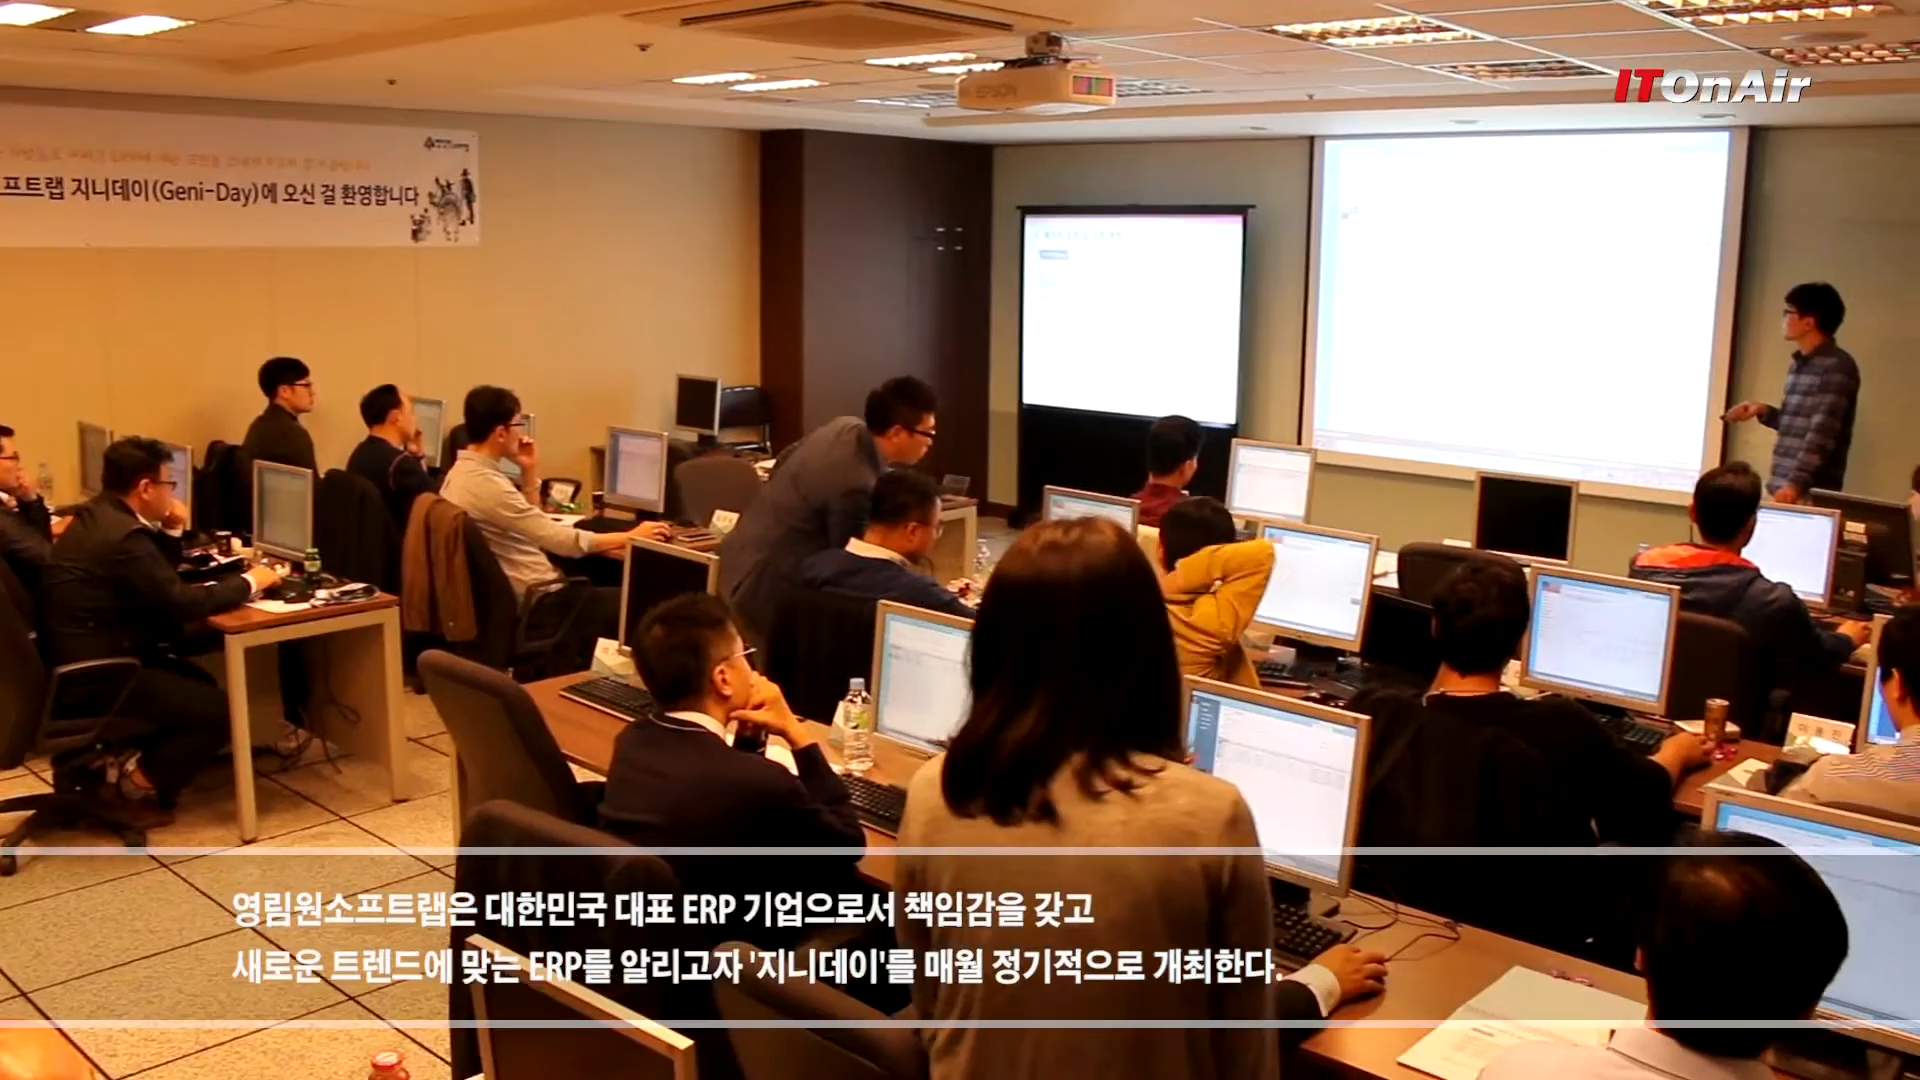 ITOnAir
프트랩 지니데이(Geni-Day)에 오신 걸 환영합니다
EPSON
영림원소프트랩은 대한민국 대표 ERP 기업으로서 책임감을 갖고
새로운 트렌드에 맞는 ERP를 알리고자 '지니데이'를 매월 정기적으로 개최한다.